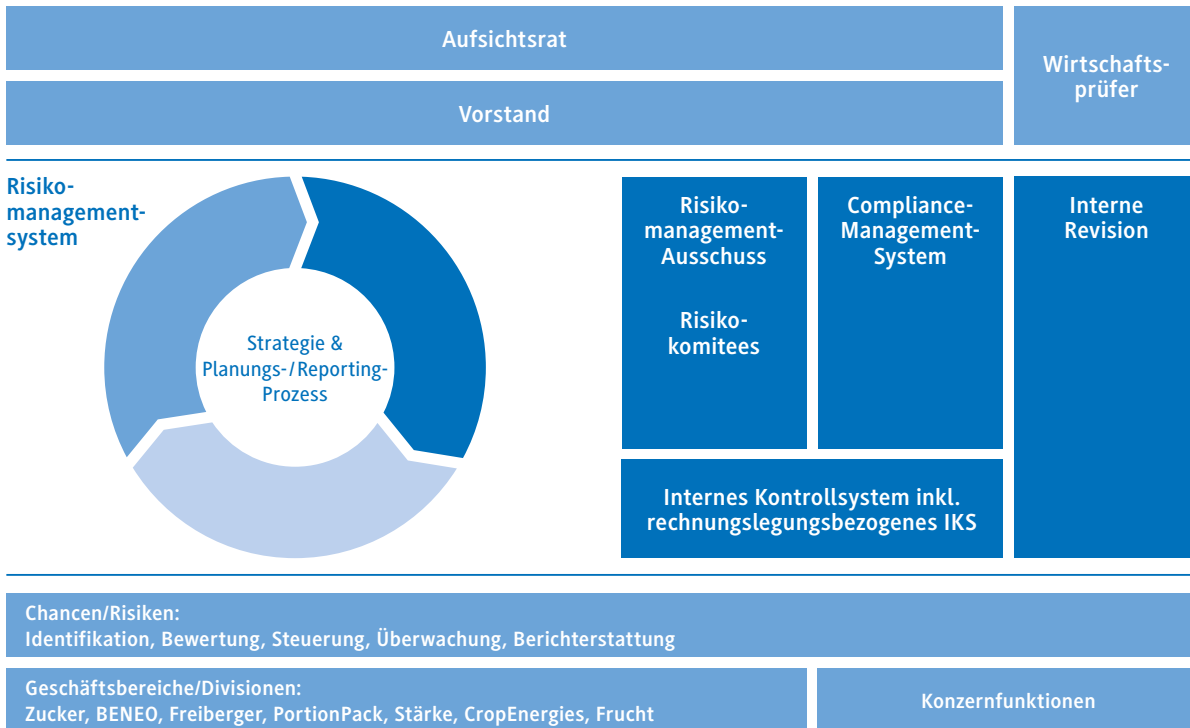 Aufsichtsrat
Wirtschafts-
prüfer
Vorstand
Risiko-
management-
system
Strategie &
Planungs-/Reporting-
Prozess
Risiko-
management-
Ausschuss
Risiko-
komitees
Compliance-
Management-
System
Interne
Revision
Internes Kontrollsystem inkl.
rechnungslegungsbezogenes IKS
Chancen/Risiken:
Identifikation, Bewertung, Steuerung, Überwachung, Berichterstattung
Geschäftsbereiche/Divisionen:
Zucker, BENEO, Freiberger, PortionPack, Stärke, CropEnergies, Frucht
Konzernfunktionen